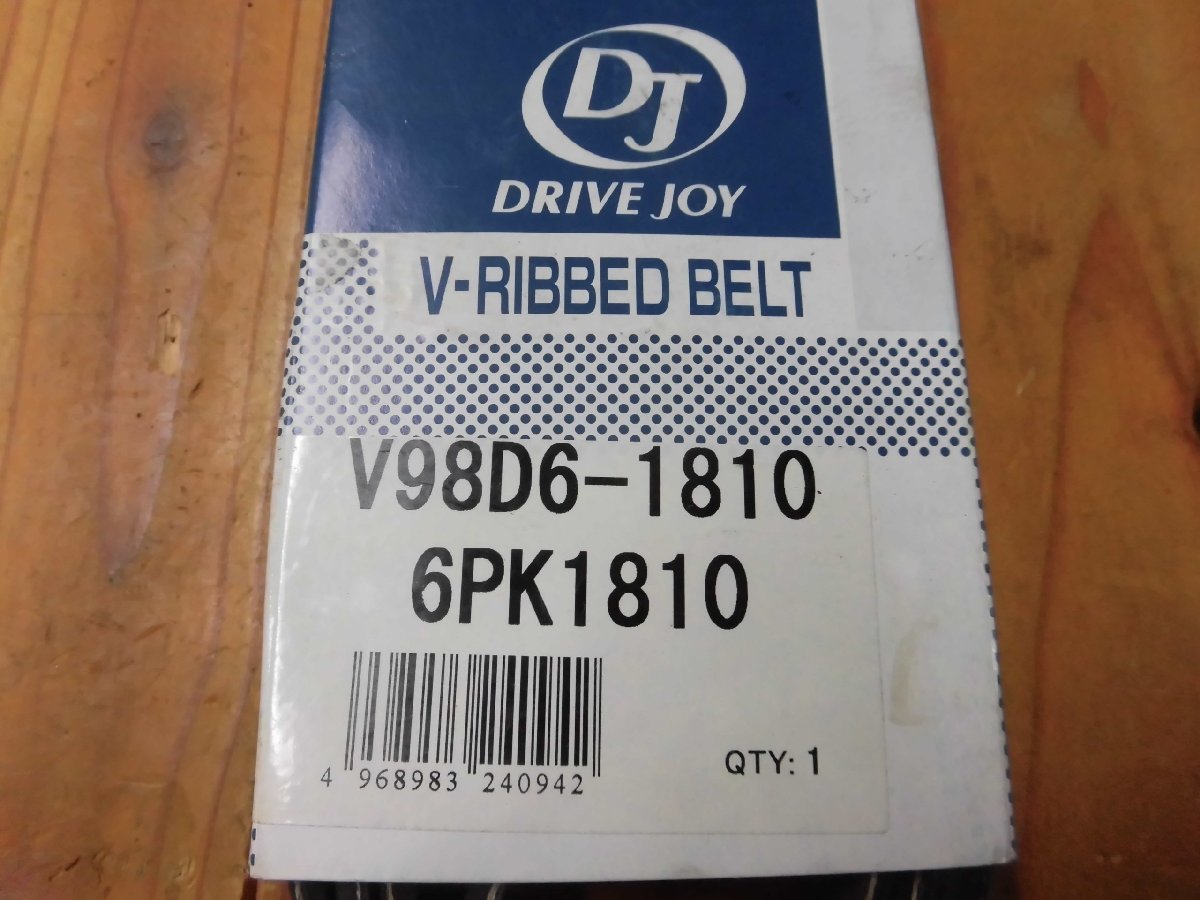 DJ
DRIVE JOY
V-RIBBED BELT
V98D6-1810
6PK1810
4 968983 240942
QTY: 1